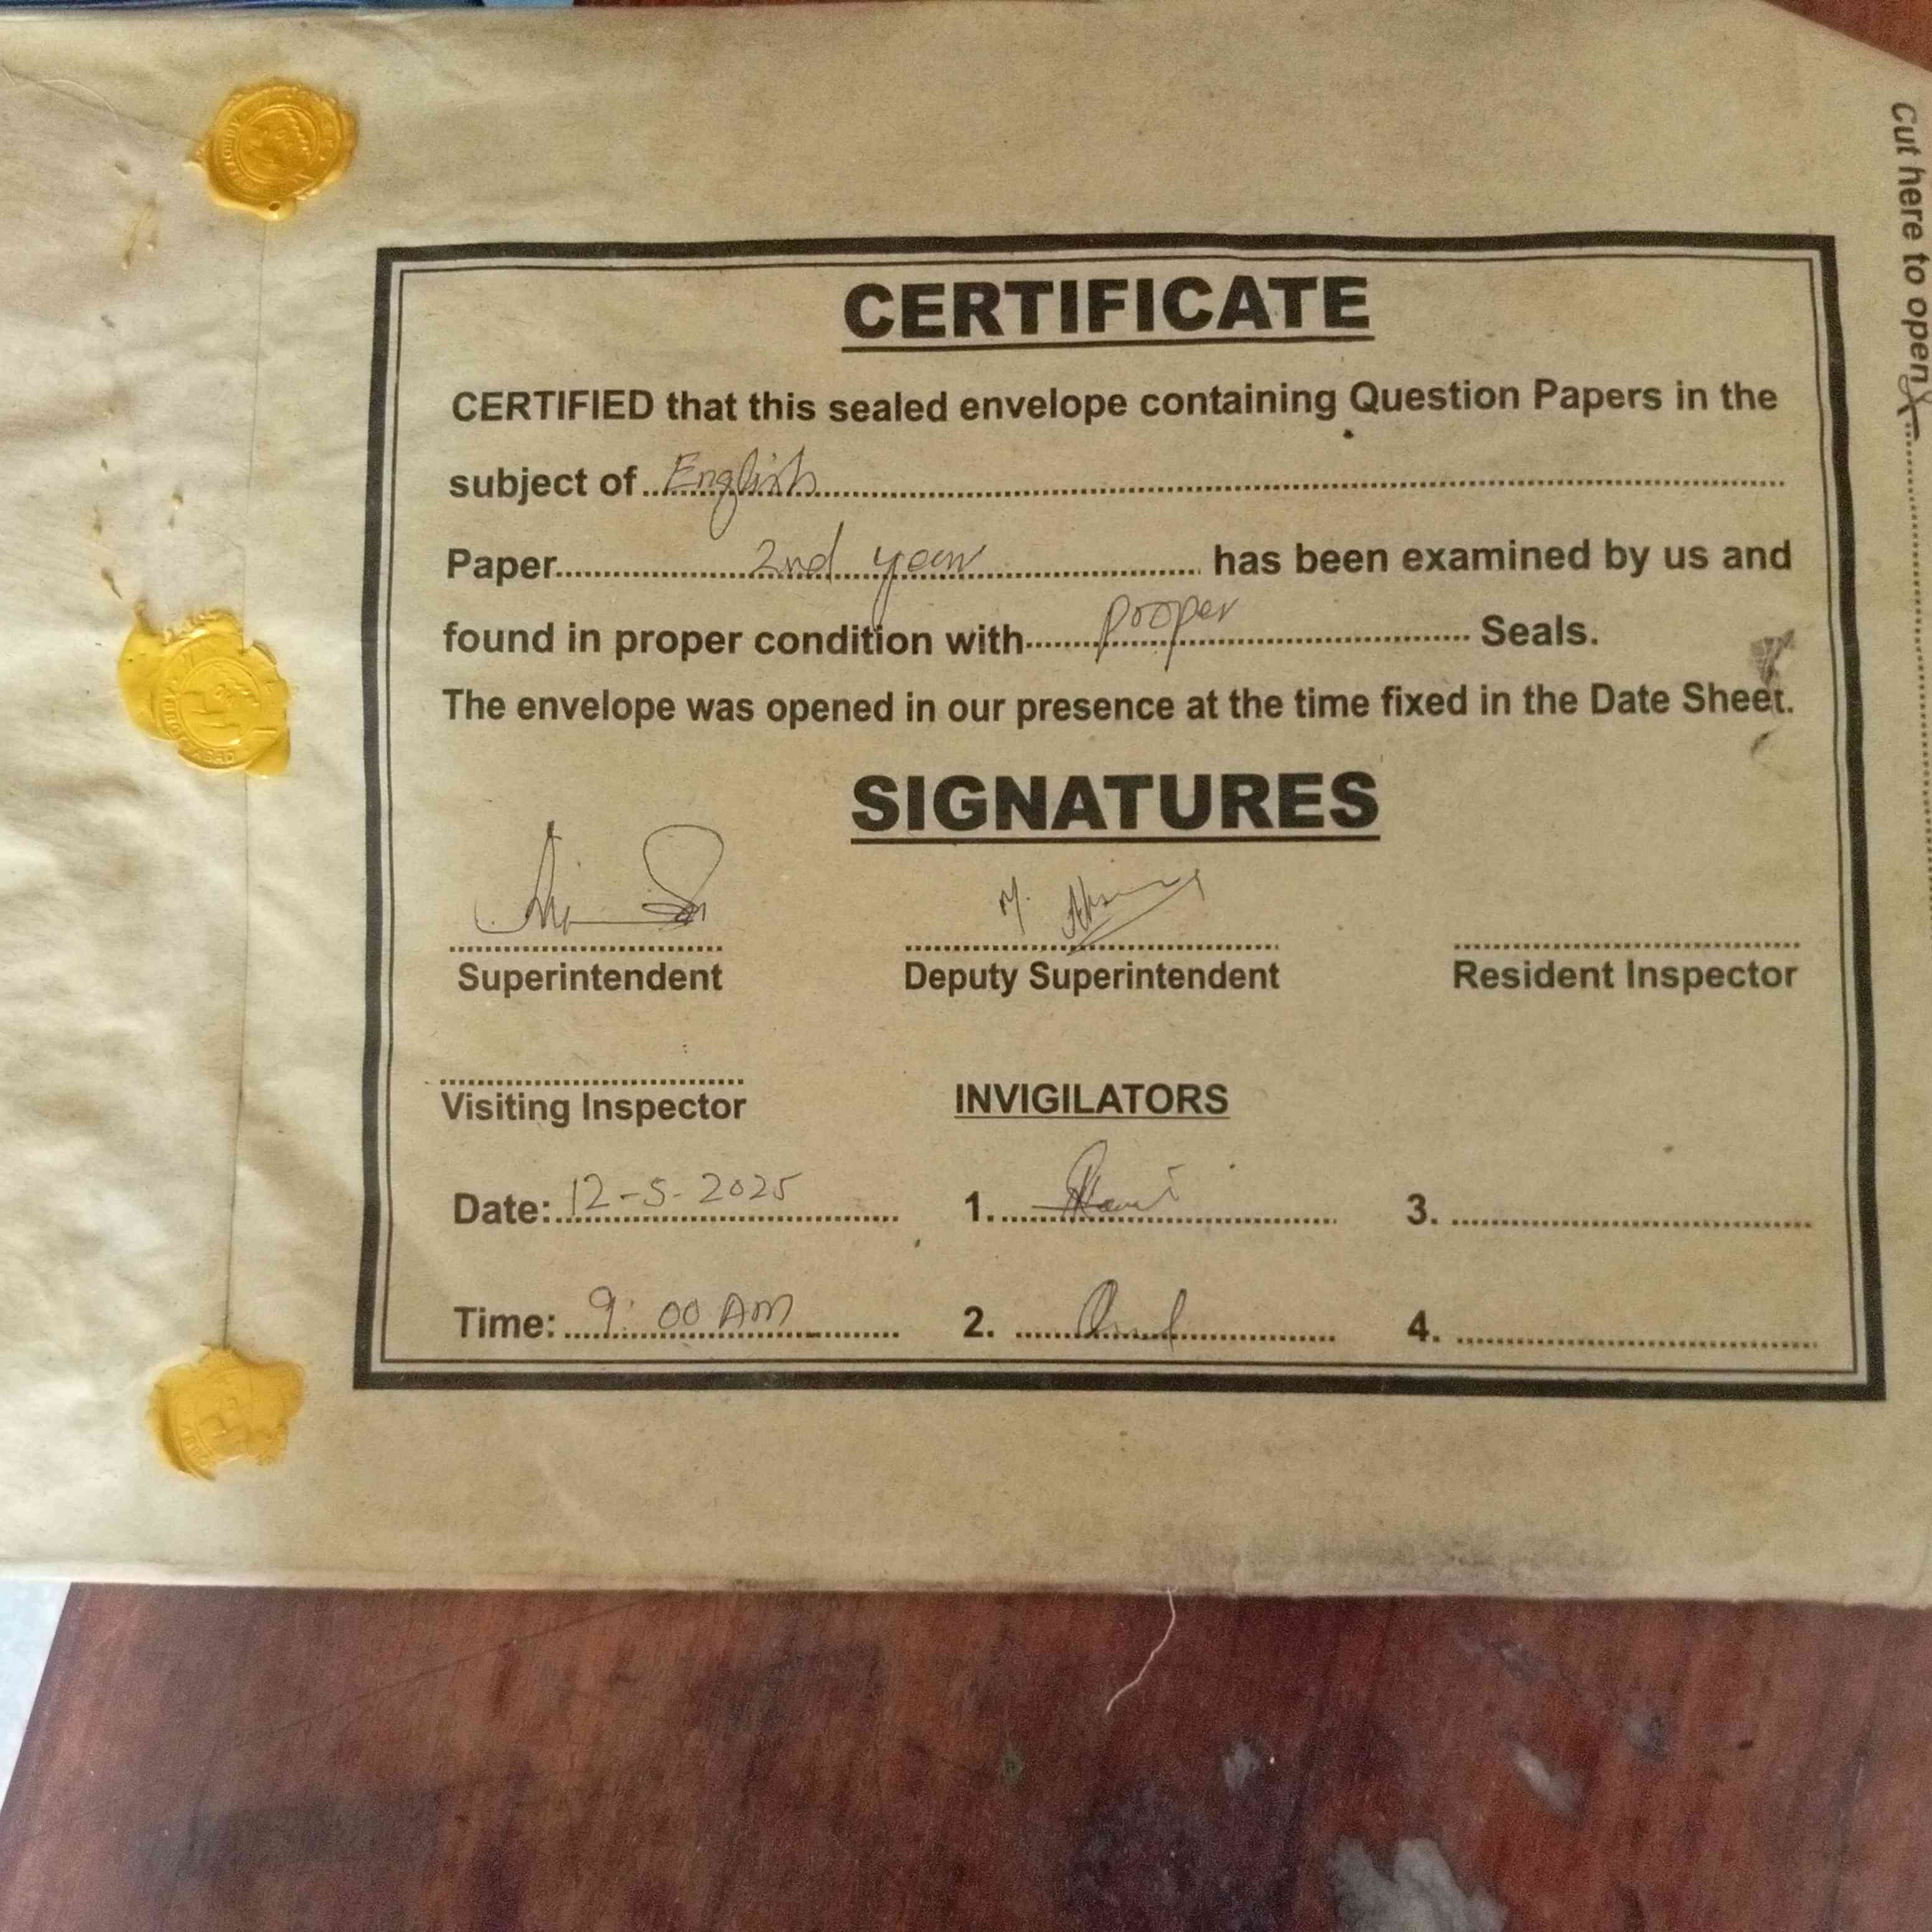 Cut here to open
CERTIFICATE
CERTIFIED that this sealed envelope containing Question Papers in the
subject of English
Paper 2nd year has been examined by us and
found in proper condition with proper Seals.
The envelope was opened in our presence at the time fixed in the Date Sheet.
SIGNATURES
Superintendent Deputy Superintendent Resident Inspector
Visiting Inspector INVIGILATORS
Date: 12-5-2025 1. 3.
Time: 9:00 AM 2. 4.